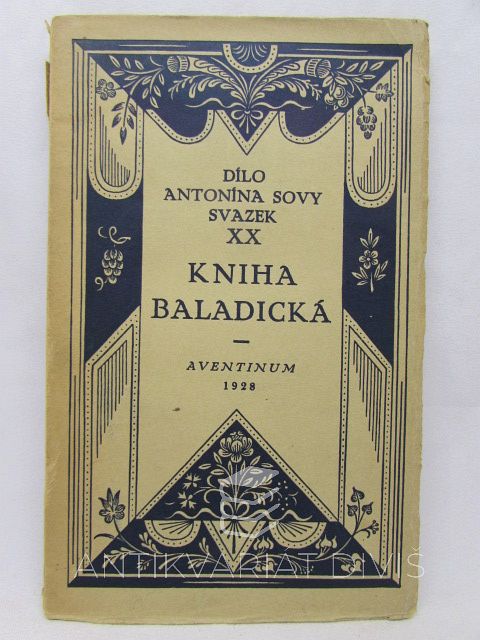 DÍLO
ANTONÍNA SOVY
SVAZEK
XX
KNIHA
BALADICKÁ
AVENTINUM
1928
ANTIKVARIÁT DIVIŠ